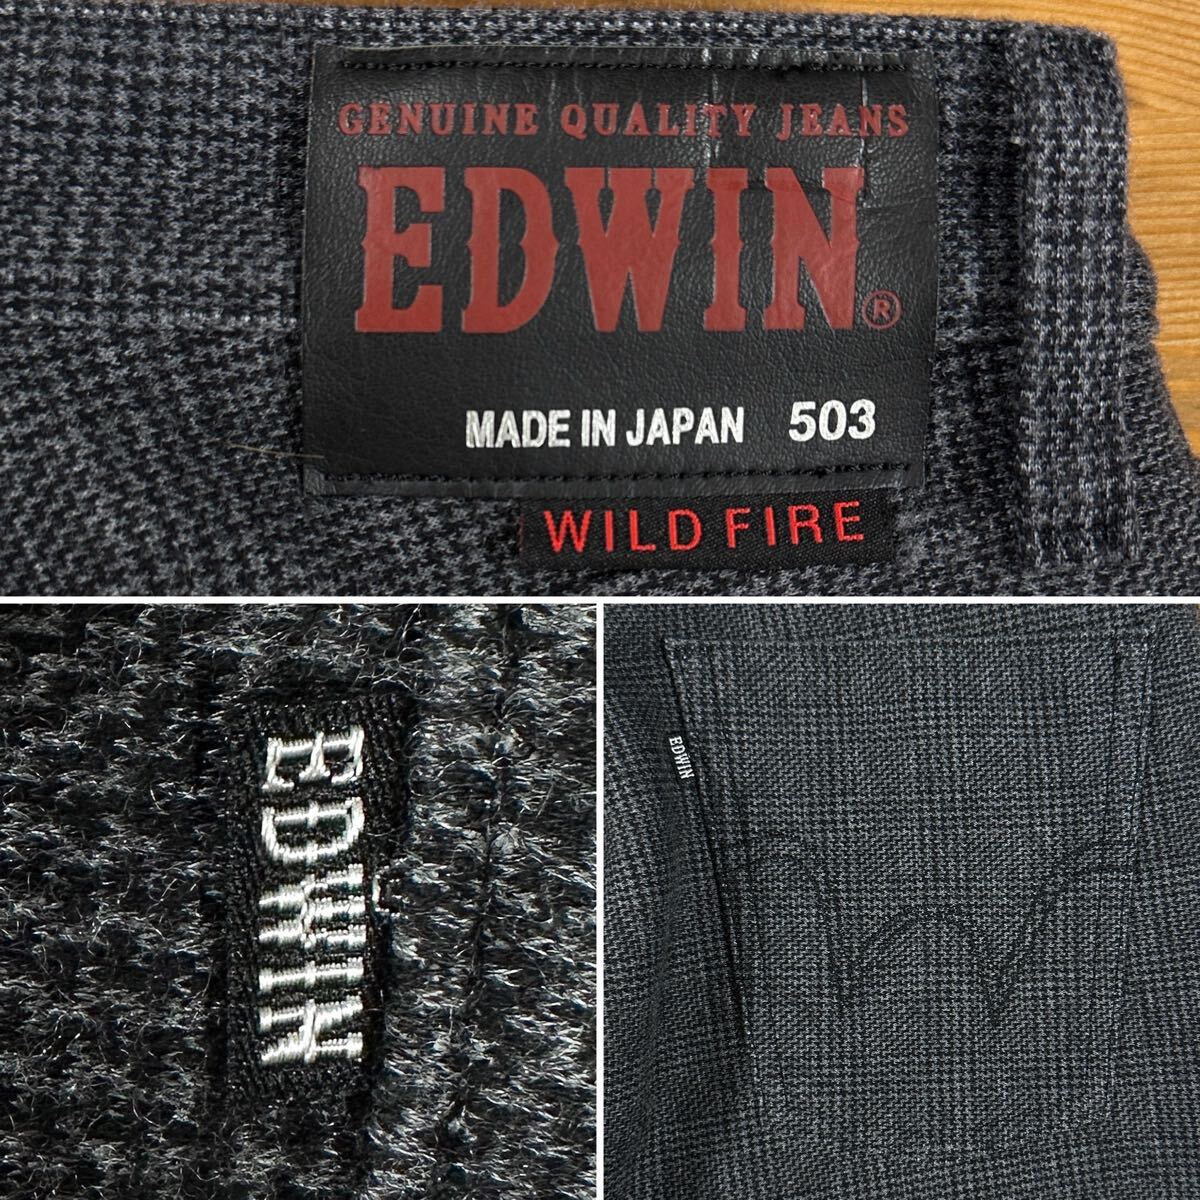 GENUINE QUALITY JEANS
EDWIN®
MADE IN JAPAN 503
WILD FIRE
EDWIN
EDWIN